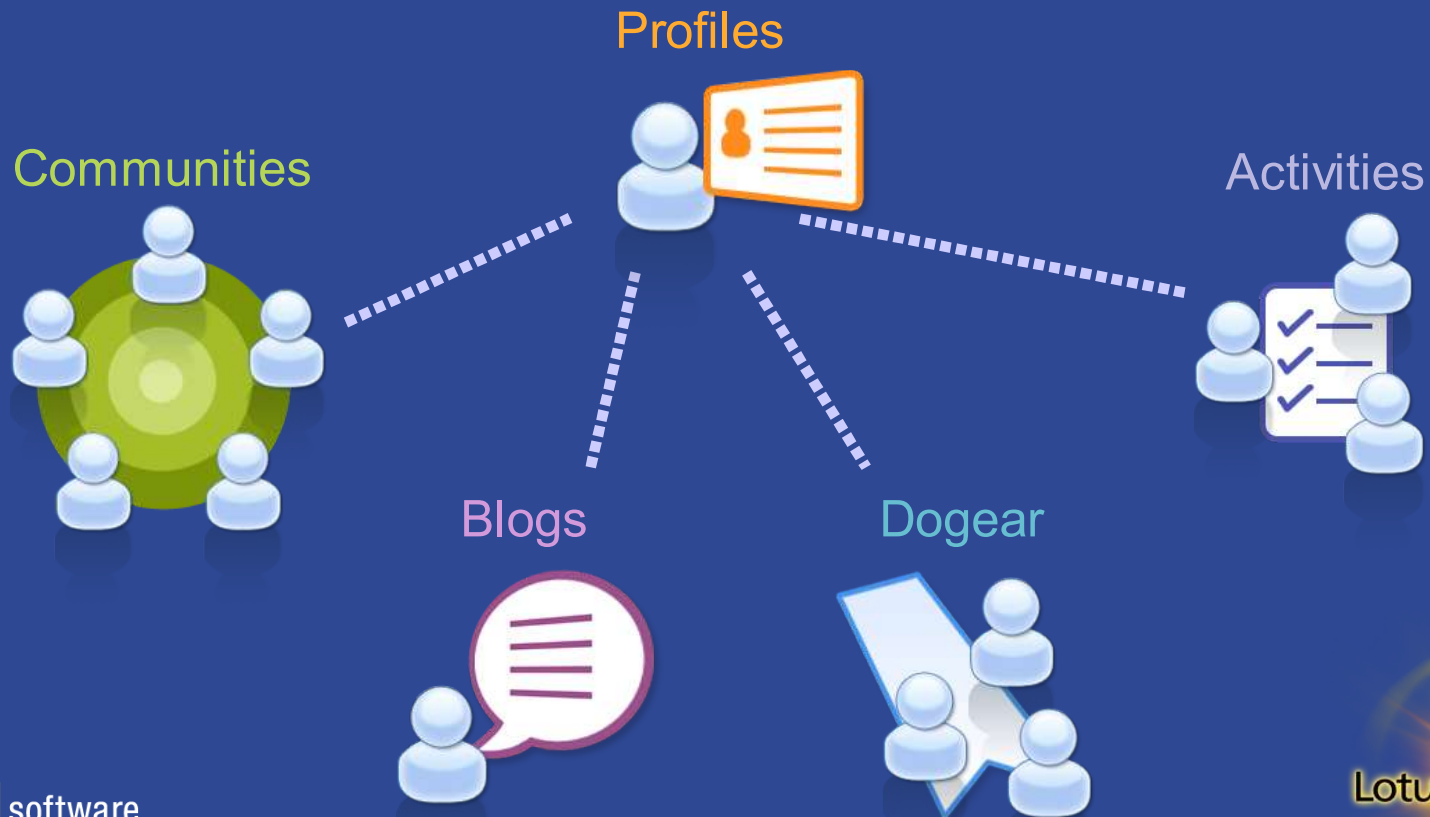 Profiles
Communities
Activities
Blogs
Dogear
software